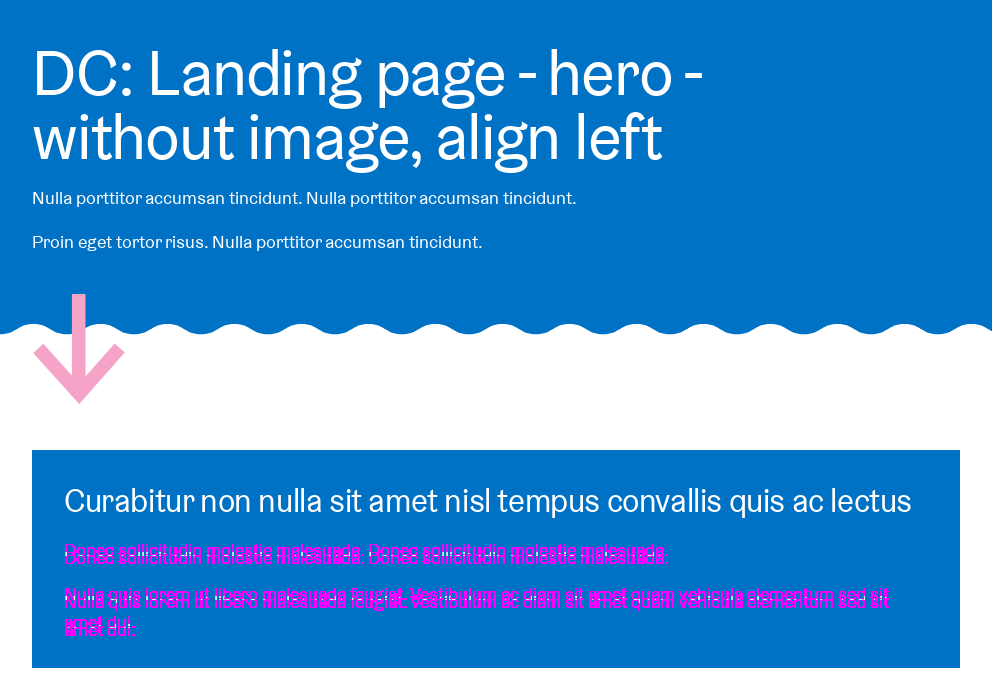 DC: Landing page - hero -
without image, align left
Nulla porttitor accumsan tincidunt. Nulla porttitor accumsan tincidunt.
Proin eget tortor risus. Nulla porttitor accumsan tincidunt.
Curabitur non nulla sit amet nisl tempus convallis quis ac lectus
Donec sollicitudin molestie malesuada. Donec sollicitudin molestie malesuada.
Nulla quis lorem ut libero malesuada feugiat. Vestibulum ac diam sit amet quam vehicula elementum sed sit
amet dui.